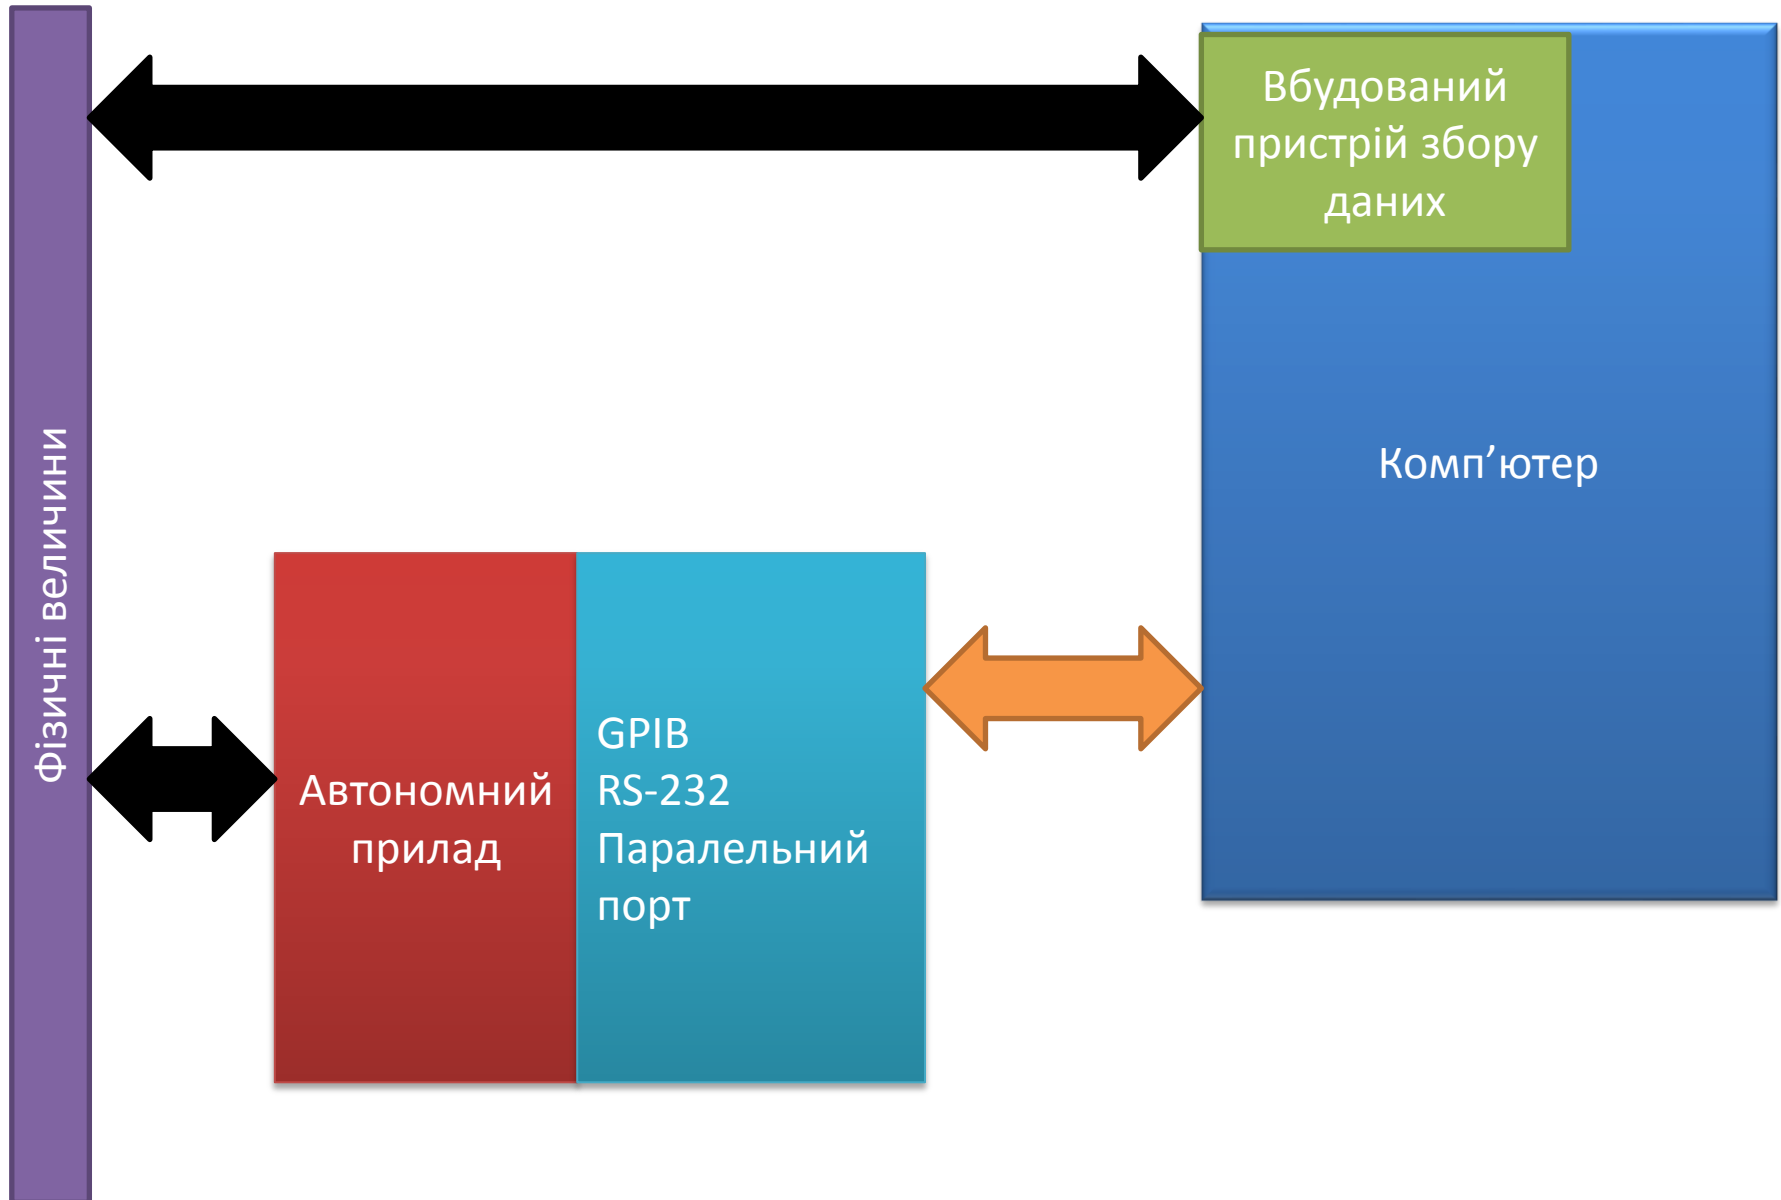 Фізичні величини
Вбудований
пристрій збору
даних
Комп’ютер
Автономний
прилад
GPIB
RS-232
Паралельний
порт